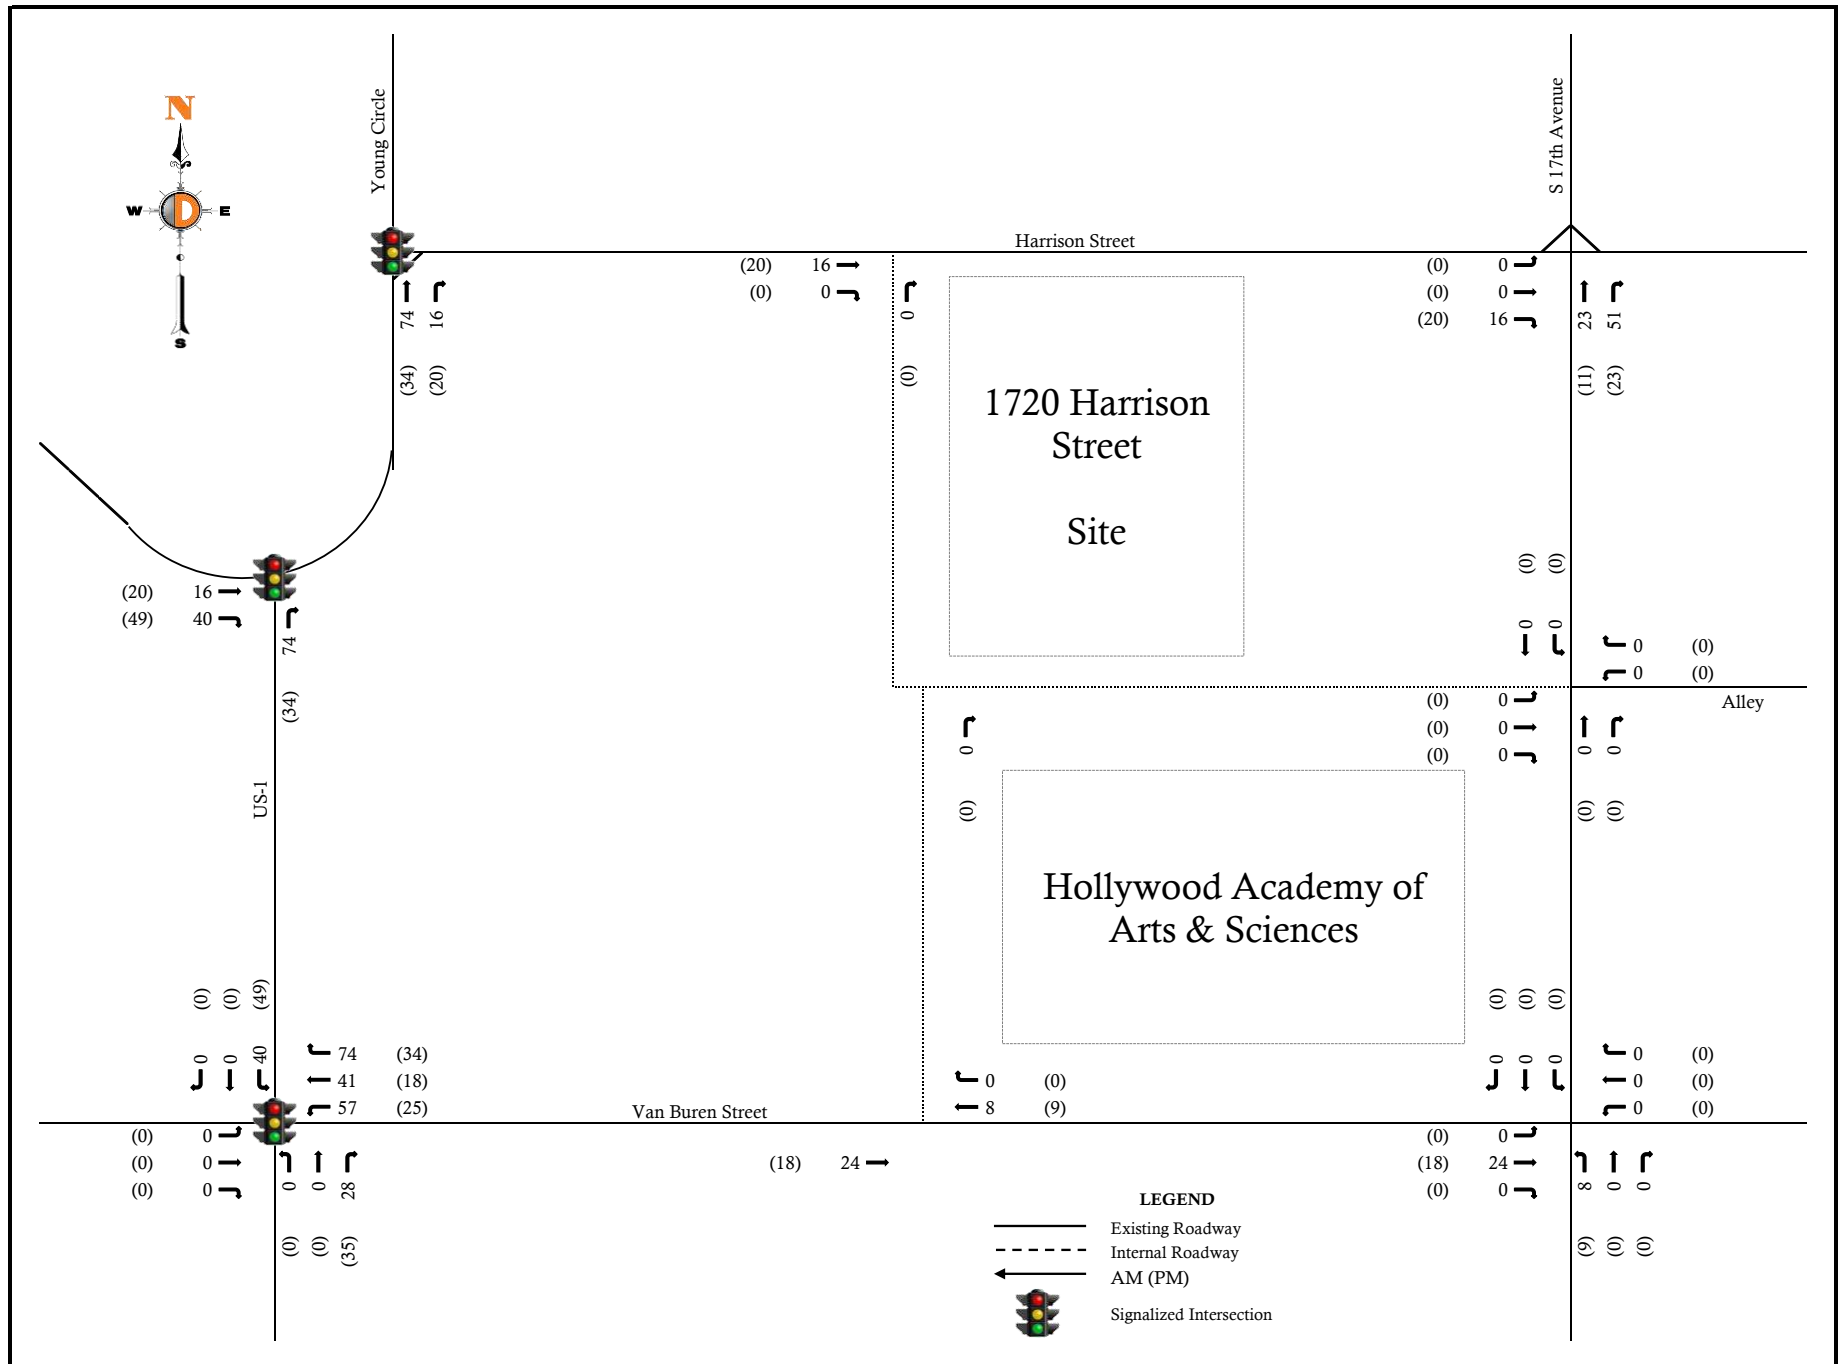 N
W D E
S
Young Circle
S 17th Avenue
Harrison Street
(20) 16
(0) 0
74 16
(34) (20)
0
(0)
(0) 0
(0) 0
(20) 16
23 51
(11) (23)
1720 Harrison
Street
Site
(20) 16
(49) 40
74
(34)
US-1
(0) (0)
0 0
0 (0)
0 (0)
Alley
(0) 0
(0) 0
(0) 0
0 0
(0) (0)
0
(0)
Hollywood Academy of
Arts & Sciences
(0) (0) (49)
0 0 40
74 (34)
41 (18)
57 (25)
Van Buren Street
0 (0)
8 (9)
(0) (0) (0)
0 0 0
0 (0)
0 (0)
0 (0)
(0) 0
(0) 0
(0) 0
0 0 28
(0) (0) (35)
(18) 24
(0) 0
(18) 24
(0) 0
8 0 0
(9) (0) (0)
LEGEND
Existing Roadway
Internal Roadway
AM (PM)
Signalized Intersection